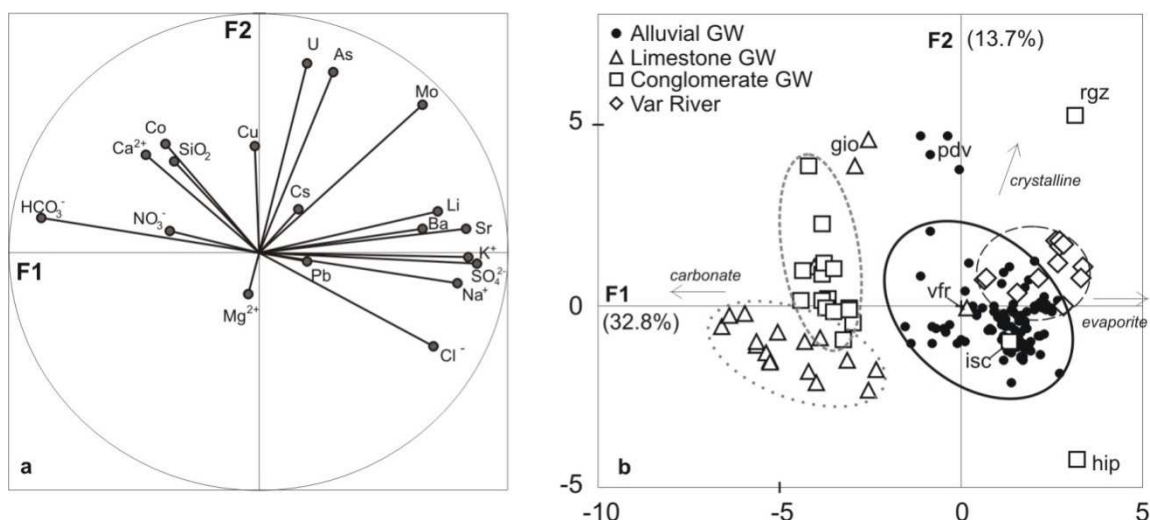 F2
U
As
Mo
Co
Cu
Ca²⁺
SiO₂
Cs
HCO₃⁻
Li
NO₃⁻
Ba
Sr
F1
K⁺
Pb
SO₄²⁻
Mg²⁺
Na⁺
Cl⁻
a
Alluvial GW
Limestone GW
Conglomerate GW
Var River
F2 (13.7%)
rgz
5
gio
pdv
crystalline
carbonate
vfr
F1
0
(32.8%)
evaporite
isc
b
hip
-5
-10
-5
0
5